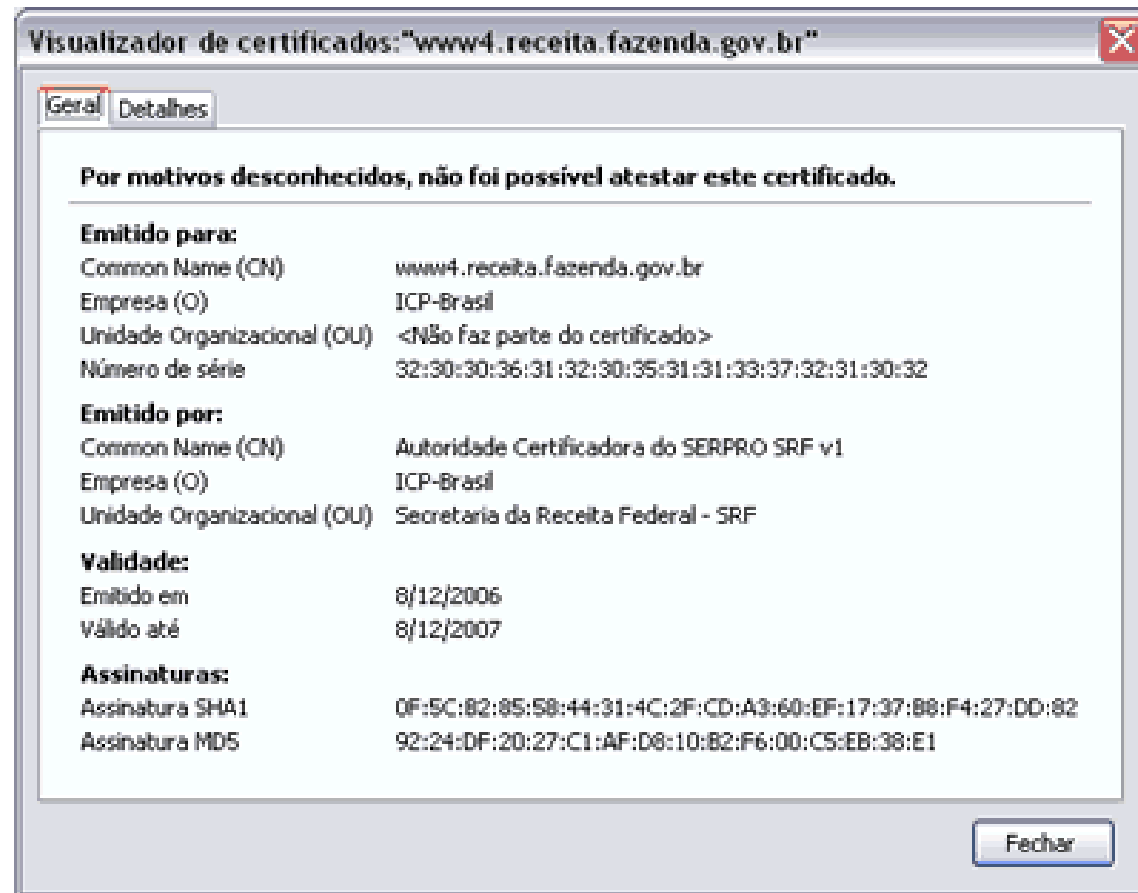 Visualizador de certificados:"www4.receita.fazenda.gov.br"
Geral Detalhes
Por motivos desconhecidos, não foi possível atestar este certificado.
Emitido para:
Common Name (CN) www4.receita.fazenda.gov.br
Empresa (O) ICP-Brasil
Unidade Organizacional (OU) <Não faz parte do certificado>
Número de série 32:30:30:36:31:32:30:35:31:31:33:37:32:31:30:32
Emitido por:
Common Name (CN) Autoridade Certificadora do SERPRO SRF v1
Empresa (O) ICP-Brasil
Unidade Organizacional (OU) Secretaria da Receita Federal - SRF
Validade:
Emitido em 8/12/2006
Válido até 8/12/2007
Assinaturas:
Assinatura SHA1 0F:5C:B2:85:58:44:31:4C:2F:CD:A3:60:EF:17:37:B8:F4:27:DD:82
Assinatura MD5 92:24:DF:20:27:C1:AF:D8:10:B2:F6:00:C5:EB:38:E1
Fechar